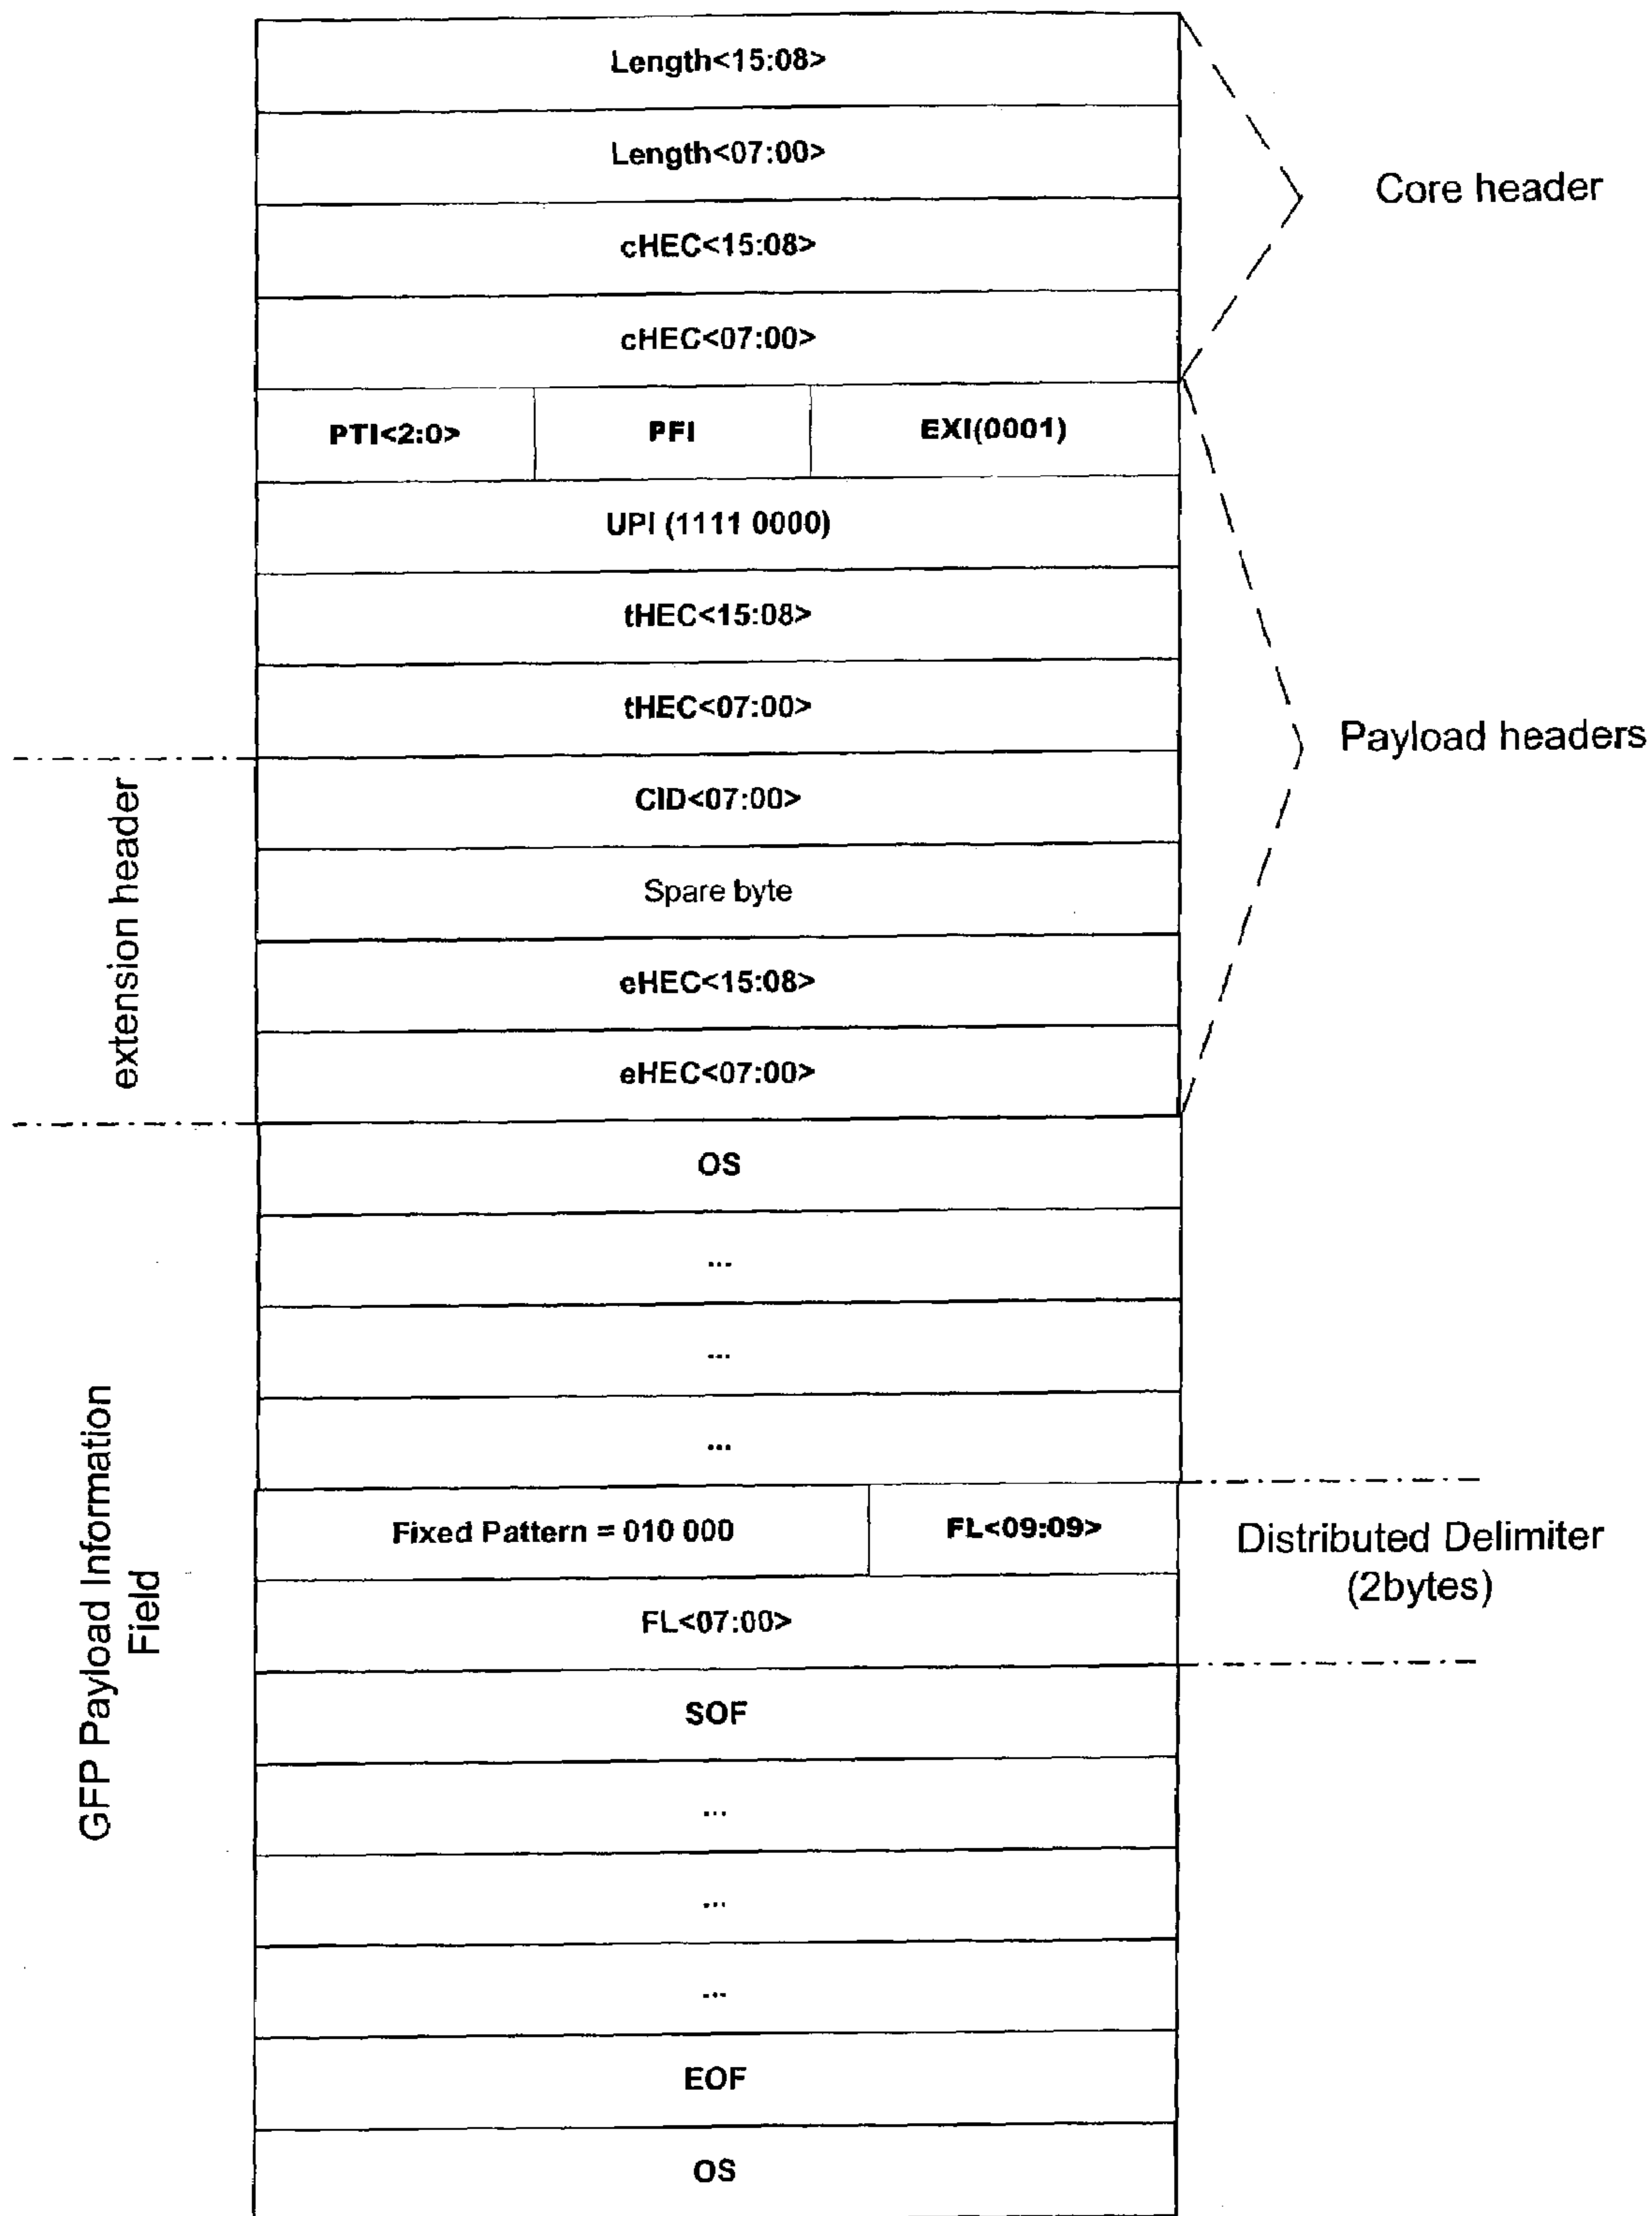 Length<15:08>
Length<07:00>
cHEC<15:08>
cHEC<07:00>
Core header
PTI<2:0> PFI EXI(0001)
UPI (1111 0000)
tHEC<15:08>
tHEC<07:00>
Payload headers
extension header
CID<07:00>
Spare byte
eHEC<15:08>
eHEC<07:00>
GFP Payload Information
Field
OS
...
...
...
Fixed Pattern = 010 000 FL<09:09>
FL<07:00>
Distributed Delimiter
(2bytes)
SOF
...
...
...
EOF
OS